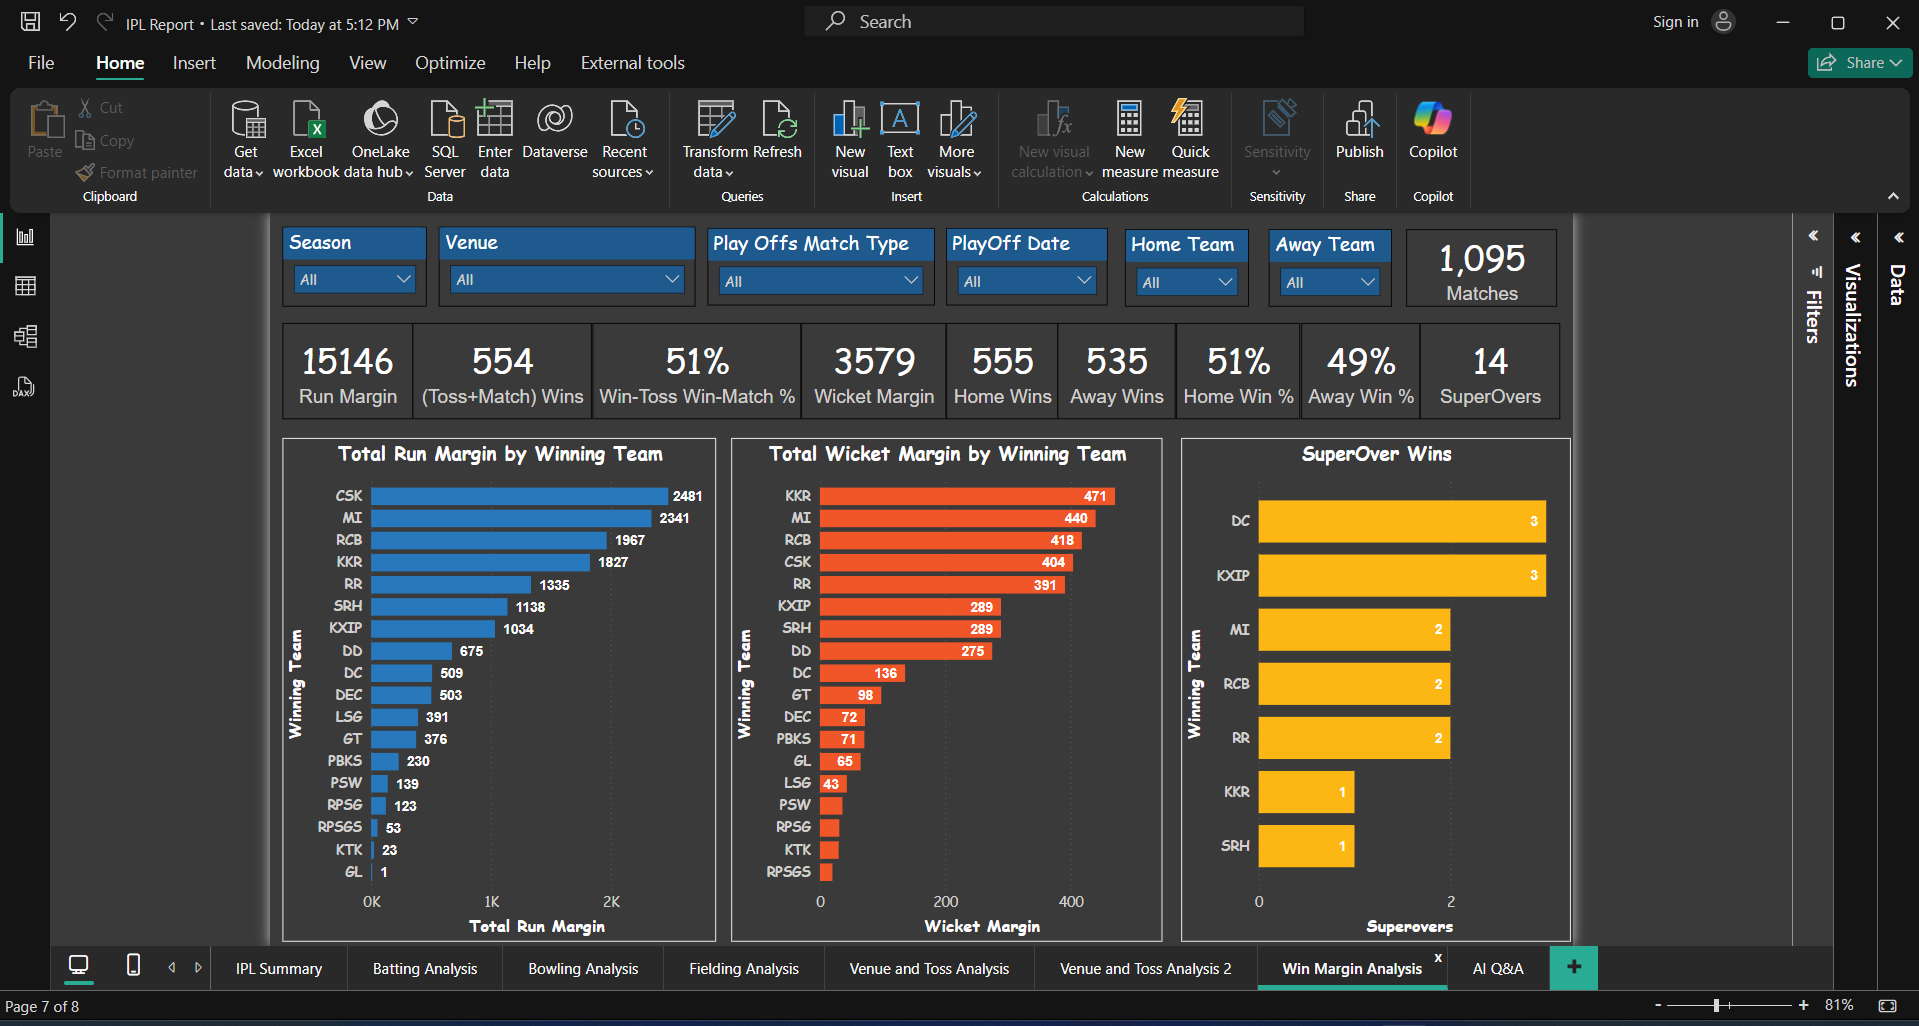 IPL Report • Last saved: Today at 5:12 PM
Search
Sign in
File Home Insert Modeling View Optimize Help External tools
Share
Paste
Cut
Copy
Format painter
Clipboard
Get data
Excel workbook
OneLake data hub
SQL Server
Enter data
Dataverse
Recent sources
Data
Transform data
Refresh
Queries
New visual
Text box
More visuals
Insert
New visual calculation
New measure
Quick measure
Calculations
Sensitivity
Sensitivity
Publish
Share
Copilot
Copilot
DAX
Season
All
Venue
All
Play Offs Match Type
All
PlayOff Date
All
Home Team
All
Away Team
All
1,095
Matches
15146
Run Margin
554
(Toss+Match) Wins
51%
Win-Toss Win-Match %
3579
Wicket Margin
555
Home Wins
535
Away Wins
51%
Home Win %
49%
Away Win %
14
SuperOvers
Total Run Margin by Winning Team
Winning Team
CSK 2481
MI 2341
RCB 1967
KKR 1827
RR 1335
SRH 1138
KXIP 1034
DD 675
DC 509
DEC 503
LSG 391
GT 376
PBKS 230
PSW 139
RPSG 123
RPSGS 53
KTK 23
GL 1
0K 1K 2K
Total Run Margin
Total Wicket Margin by Winning Team
Winning Team
KKR 471
MI 440
RCB 418
CSK 404
RR 391
KXIP 289
SRH 289
DD 275
DC 136
GT 98
DEC 72
PBKS 71
GL 65
LSG 43
PSW
RPSG
KTK
RPSGS
0 200 400
Wicket Margin
SuperOver Wins
Winning Team
DC 3
KXIP 3
MI 2
RCB 2
RR 2
KKR 1
SRH 1
0 2
Superovers
Filters
Visualizations
Data
IPL Summary
Batting Analysis
Bowling Analysis
Fielding Analysis
Venue and Toss Analysis
Venue and Toss Analysis 2
Win Margin Analysis
x
AI Q&A
+
Page 7 of 8
- + 81%